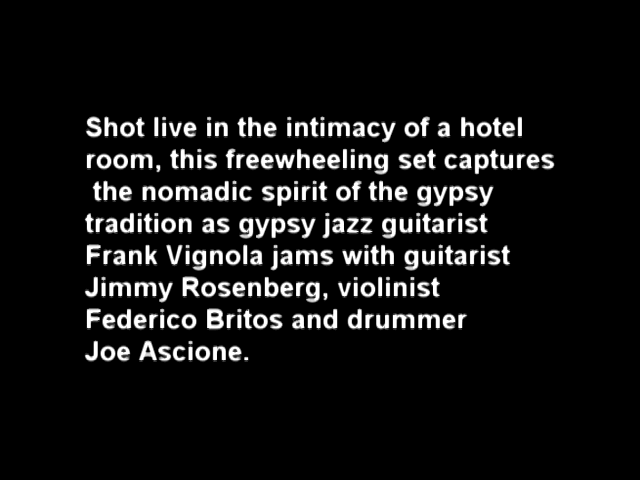 Shot live in the intimacy of a hotel
room, this freewheeling set captures
the nomadic spirit of the gypsy
tradition as gypsy jazz guitarist
Frank Vignola jams with guitarist
Jimmy Rosenberg, violinist
Federico Britos and drummer
Joe Ascione.